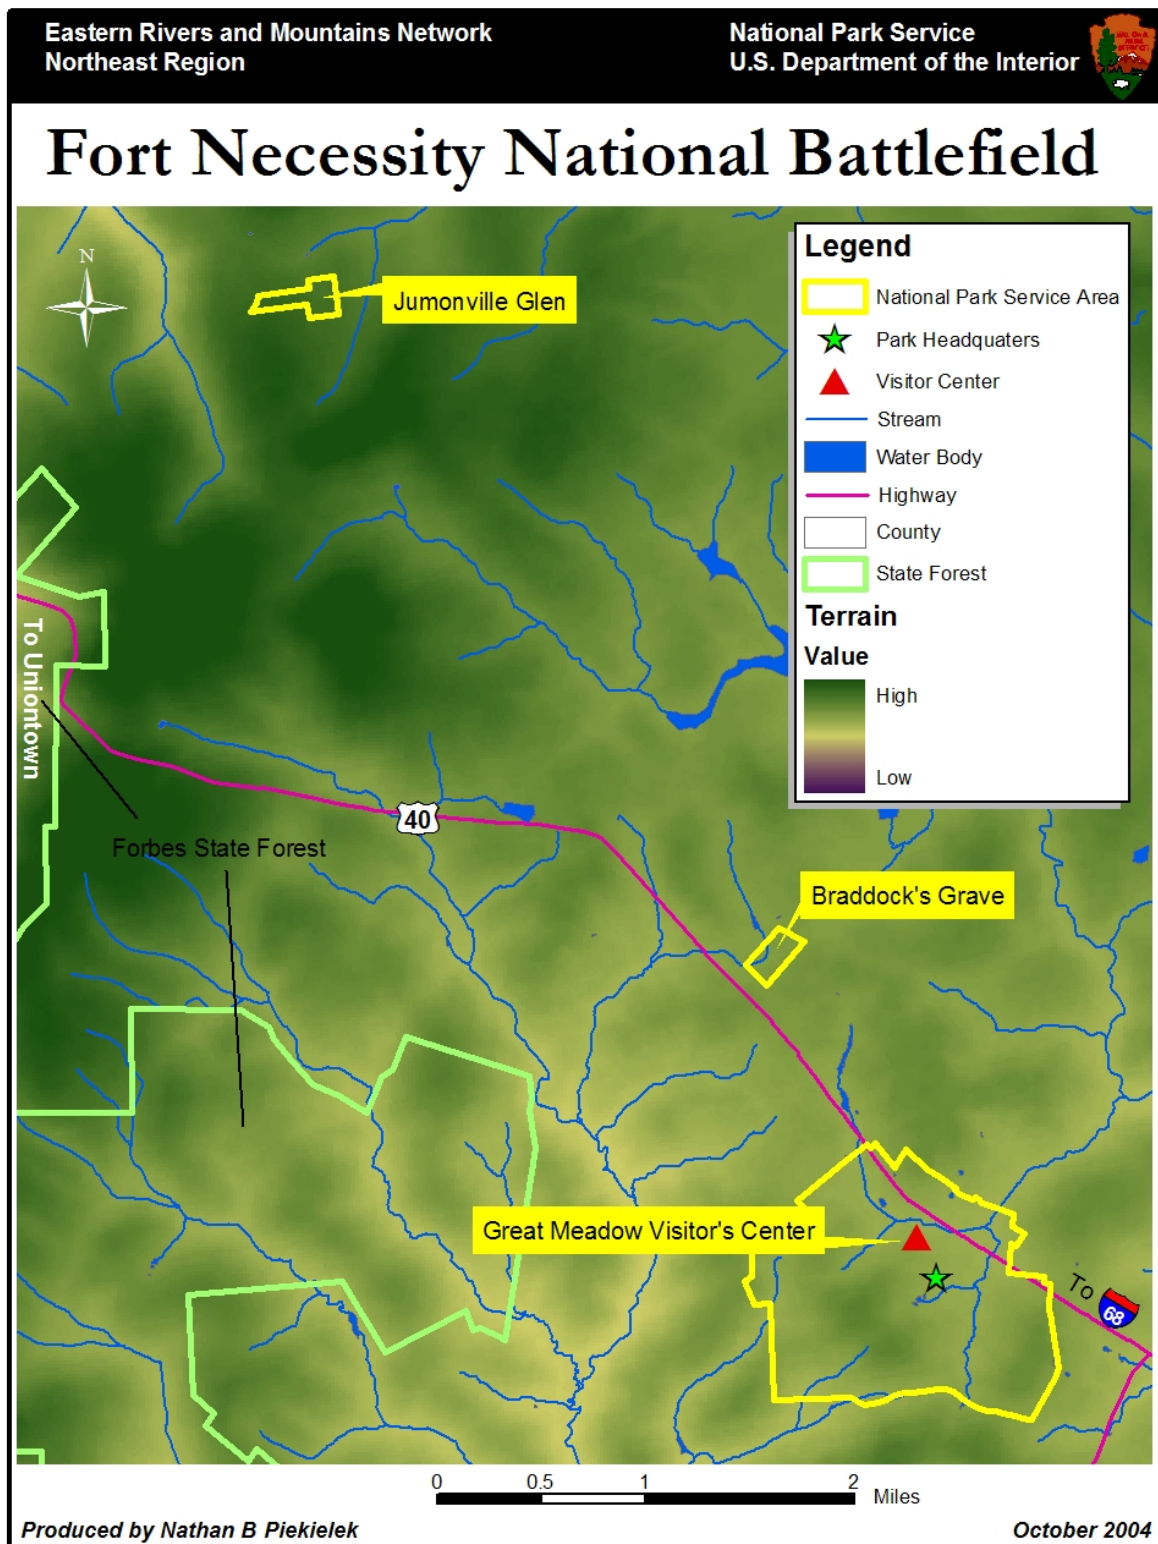 Eastern Rivers and Mountains Network
Northeast Region
National Park Service
U.S. Department of the Interior
Fort Necessity National Battlefield
N
Jumonville Glen
Legend
National Park Service Area
Park Headquaters
Visitor Center
Stream
Water Body
Highway
County
State Forest
Terrain
Value
High
Low
To Uniontown
40
Forbes State Forest
Braddock's Grave
Great Meadow Visitor's Center
To
68
0 0.5 1 2
Miles
Produced by Nathan B Piekielek
October 2004